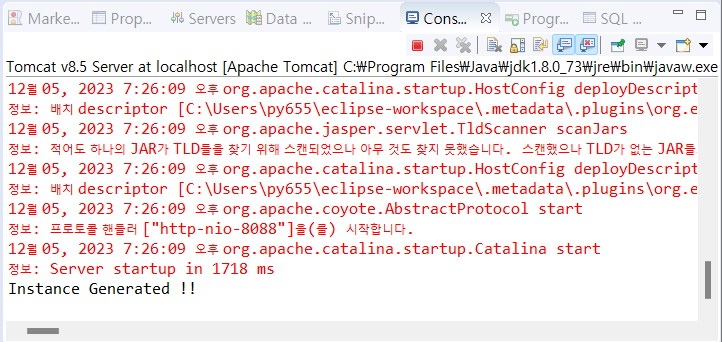 Marke...
Prop...
Servers
Data ...
Snip...
Cons...
Progr...
SQL ...
Tomcat v8.5 Server at localhost [Apache Tomcat] C:₩Program Files₩Java₩jdk1.8.0_73₩jre₩bin₩javaw.exe
12월 05, 2023 7:26:09 오후 org.apache.catalina.startup.HostConfig deployDescript
정보: 배치 descriptor [C:\Users\py655\eclipse-workspace\.metadata\.plugins\org.e
12월 05, 2023 7:26:09 오후 org.apache.jasper.servlet.TldScanner scanJars
정보: 적어도 하나의 JAR가 TLD들을 찾기 위해 스캔되었으나 아무 것도 찾지 못했습니다. 스캔했으나 TLD가 없는 JAR들
12월 05, 2023 7:26:09 오후 org.apache.catalina.startup.HostConfig deployDescript
정보: 배치 descriptor [C:\Users\py655\eclipse-workspace\.metadata\.plugins\org.e
12월 05, 2023 7:26:09 오후 org.apache.coyote.AbstractProtocol start
정보: 프로토콜 핸들러 ["http-nio-8088"]을(를) 시작합니다.
12월 05, 2023 7:26:09 오후 org.apache.catalina.startup.Catalina start
정보: Server startup in 1718 ms
Instance Generated !!